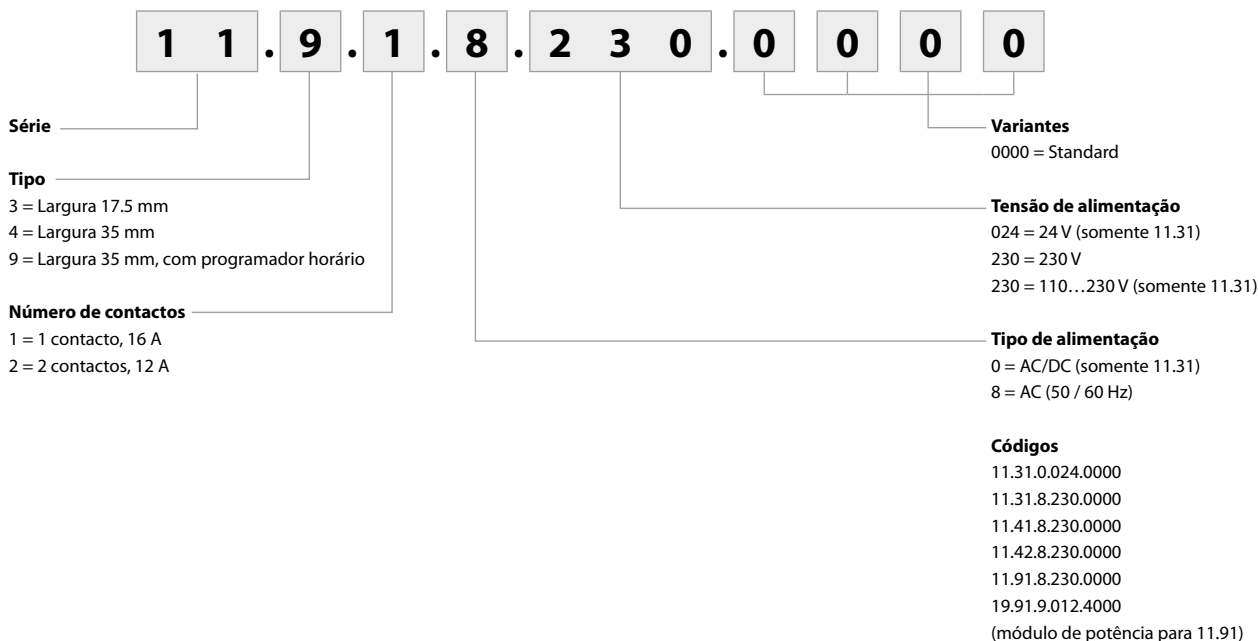 1 1 . 9 . 1 . 8 . 2 3 0 . 0 0 0 0
Série
Tipo
3 = Largura 17.5 mm
4 = Largura 35 mm
9 = Largura 35 mm, com programador horário
Número de contactos
1 = 1 contacto, 16 A
2 = 2 contactos, 12 A
Variantes
0000 = Standard
Tensão de alimentação
024 = 24 V (somente 11.31)
230 = 230 V
230 = 110…230 V (somente 11.31)
Tipo de alimentação
0 = AC/DC (somente 11.31)
8 = AC (50 / 60 Hz)
Códigos
11.31.0.024.0000
11.31.8.230.0000
11.41.8.230.0000
11.42.8.230.0000
11.91.8.230.0000
19.91.9.012.4000
(módulo de potência para 11.91)